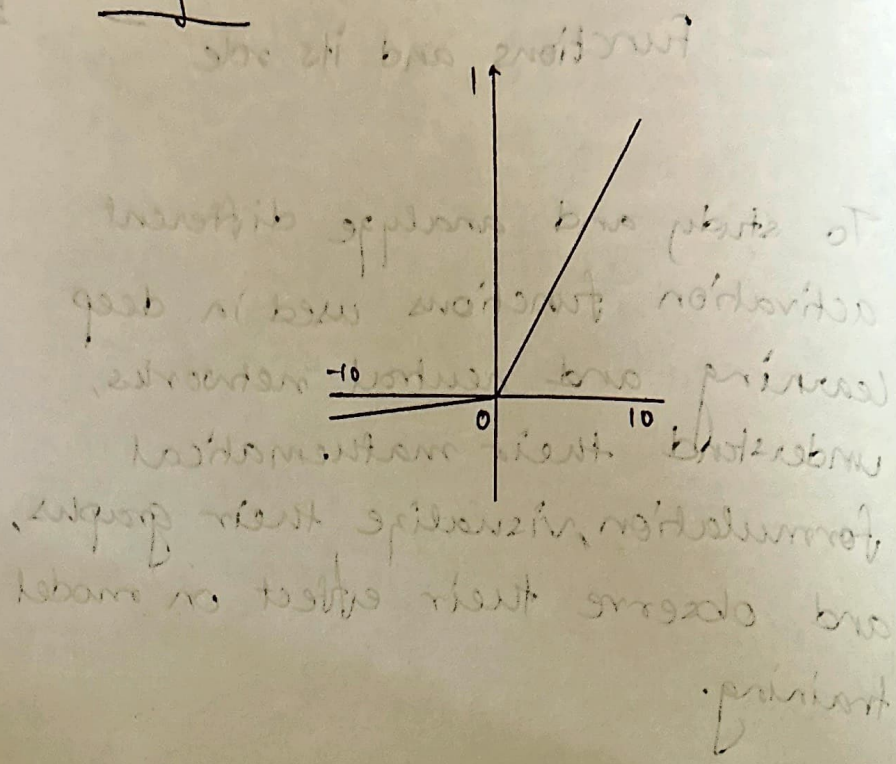 Functions and its role
1
To study and analyze different
activation functions used in deep
-10
learning and neutral networks,
0
10
understand their mathematical
formulation, visualize their graphs,
and observe their effect on model
training.